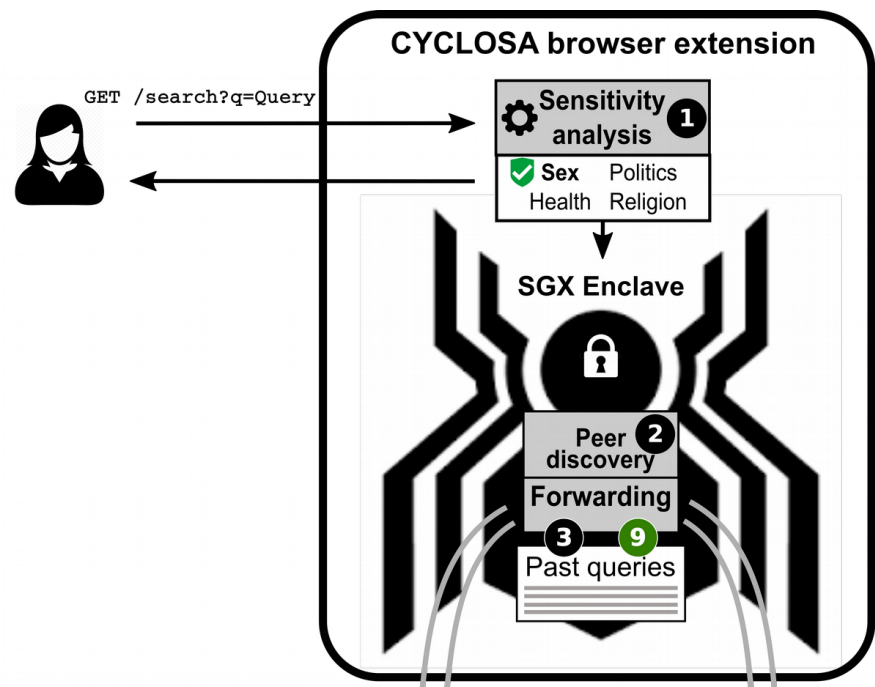 CYCLOSA browser extension
GET /search?q=Query
Sensitivity
analysis
1
Sex Politics
Health Religion
SGX Enclave
Peer
discovery
2
Forwarding
3 9
Past queries